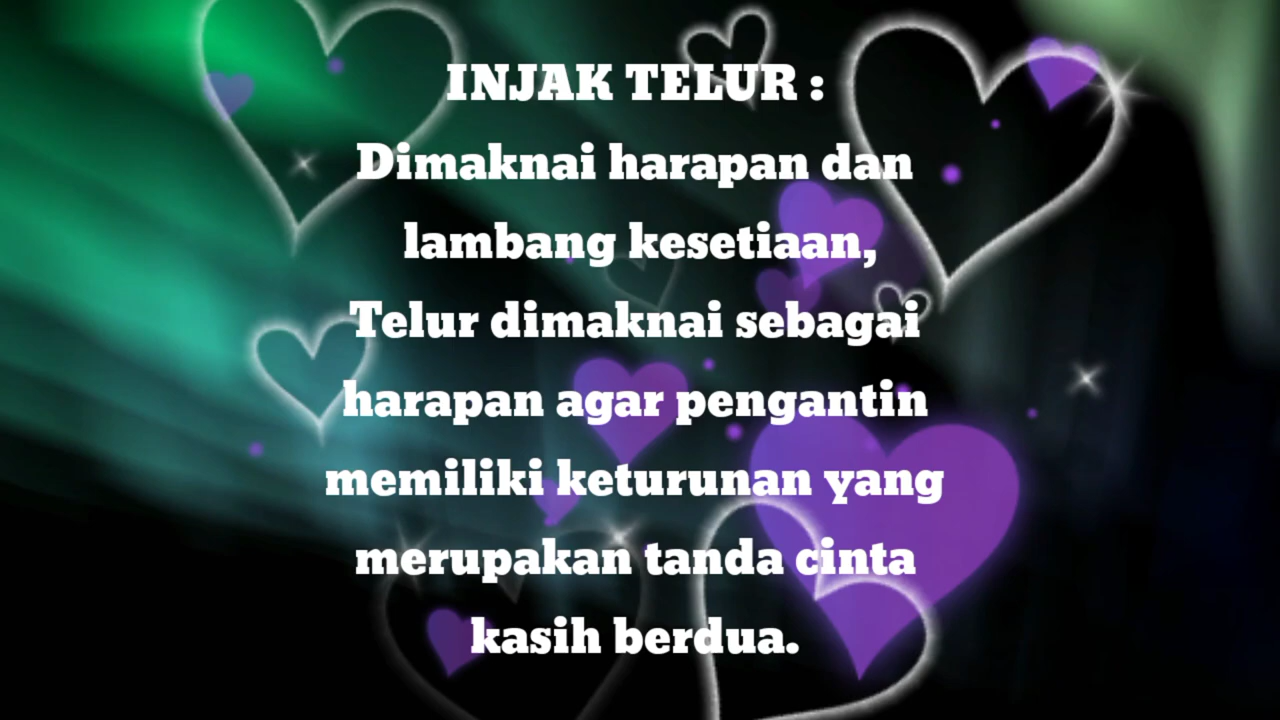 INJAK TELUR :
Dimaknai harapan dan
lambang kesetiaan,
Telur dimaknai sebagai
harapan agar pengantin
memiliki keturunan yang
merupakan tanda cinta
kasih berdua.